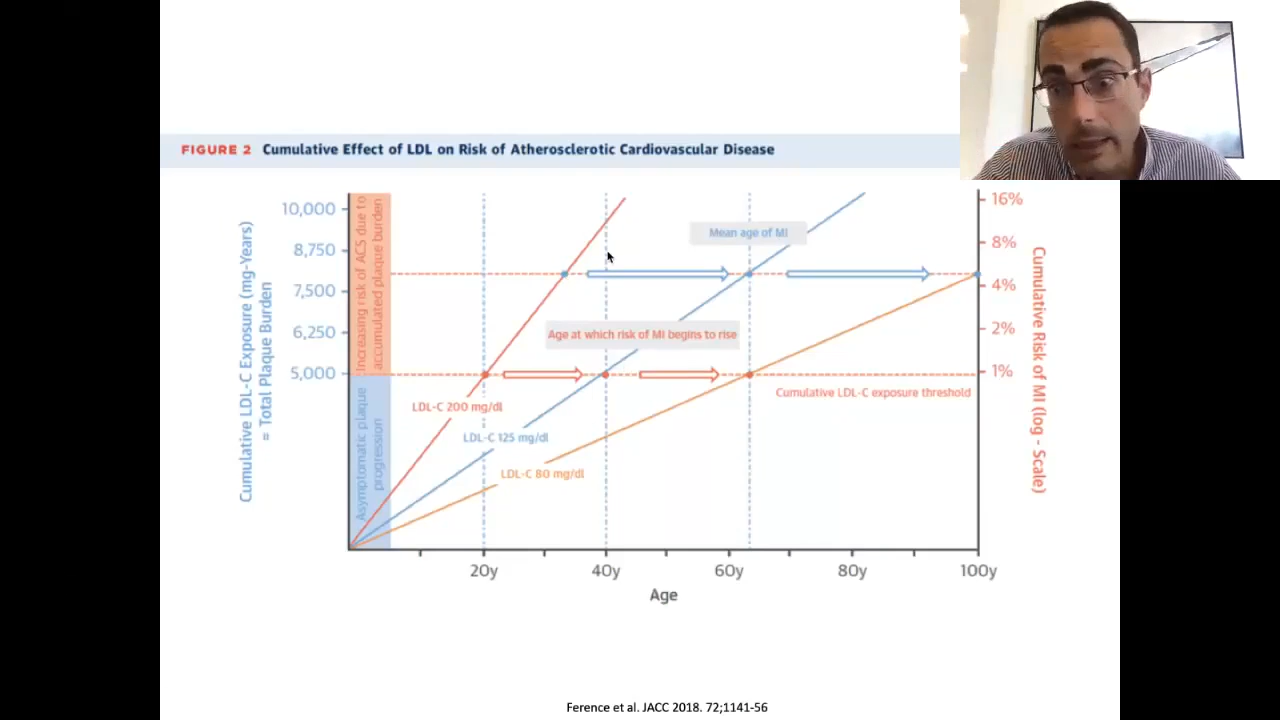 FIGURE 2 Cumulative Effect of LDL on Risk of Atherosclerotic Cardiovascular Disease
Cumulative LDL-C Exposure (mg-Years)
= Total Plaque Burden
10,000
8,750
7,500
6,250
5,000
Increasing risk of ACS due to
accumulated plaque burden
Asymptomatic plaque
progression
Mean age of MI
Age at which risk of MI begins to rise
Cumulative LDL-C exposure threshold
LDL-C 200 mg/dl
LDL-C 125 mg/dl
LDL-C 80 mg/dl
16%
8%
4%
2%
1%
Cumulative Risk of MI (log - Scale)
20y 40y 60y 80y 100y
Age
Ference et al. JACC 2018. 72;1141-56